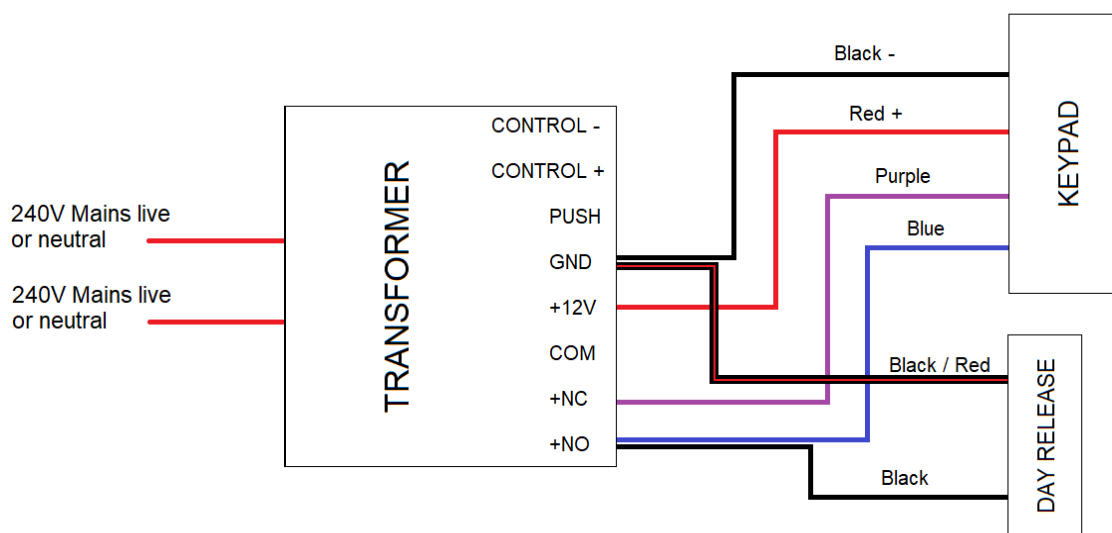 240V Mains live
or neutral
240V Mains live
or neutral
TRANSFORMER
CONTROL -
CONTROL +
PUSH
GND
+12V
COM
+NC
+NO
Black -
Red +
Purple
Blue
Black / Red
Black
KEYPAD
DAY RELEASE